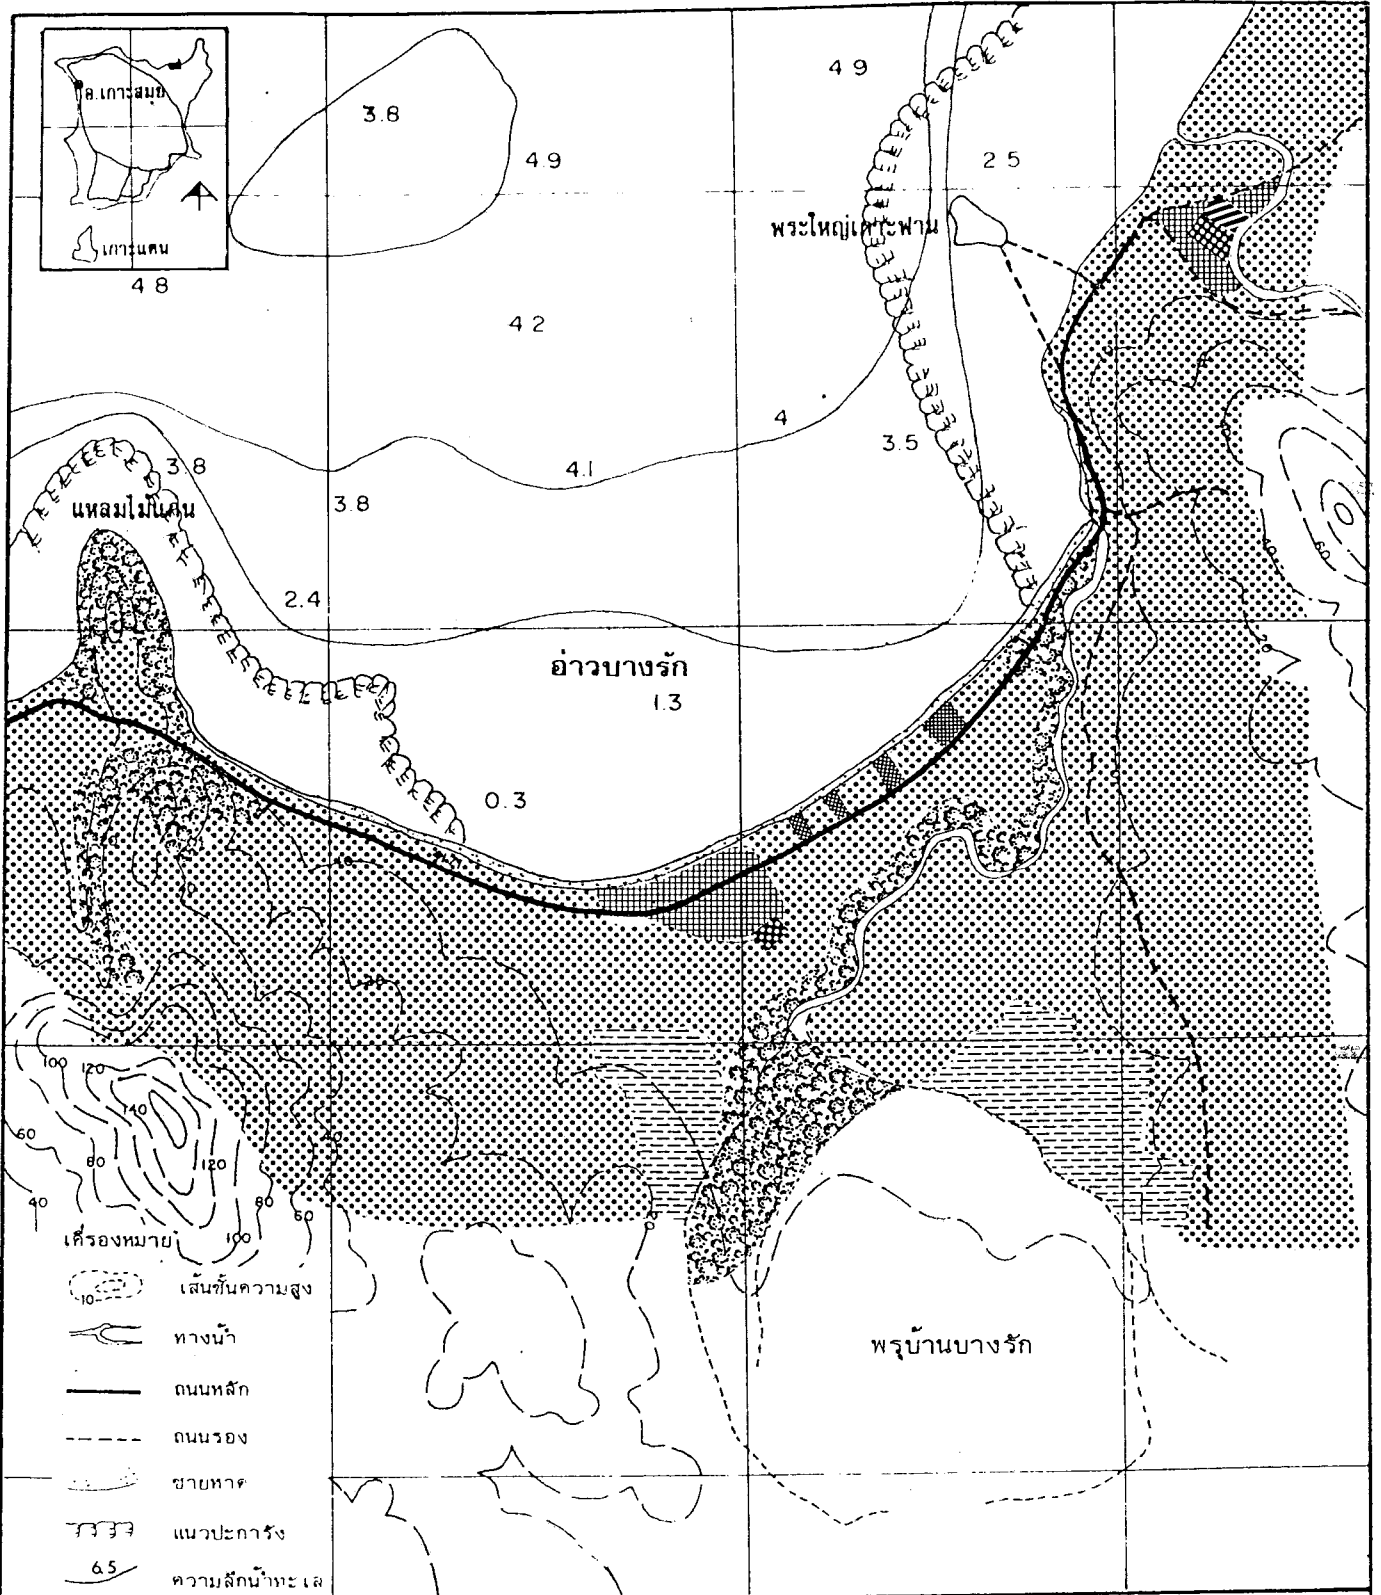 อ.เกาะสมุย
เกาะแตน
3.8
4.9
4.8
4.2
4.9
2.5
พระใหญ่เกาะฟาน
4
3.5
4.1
3.8
3.8
แหลมไม้แก่น
2.4
อ่าวบางรัก
1.3
0.3
60
20
40
20
100
120
140
60
80
120
40
80
60
100
40
20
พรุบ้านบางรัก
เครื่องหมาย
10
เส้นชั้นความสูง
ทางน้ำ
ถนนหลัก
ถนนรอง
ชายหาด
แนวปะการัง
6.5
ความลึกน้ำทะเล